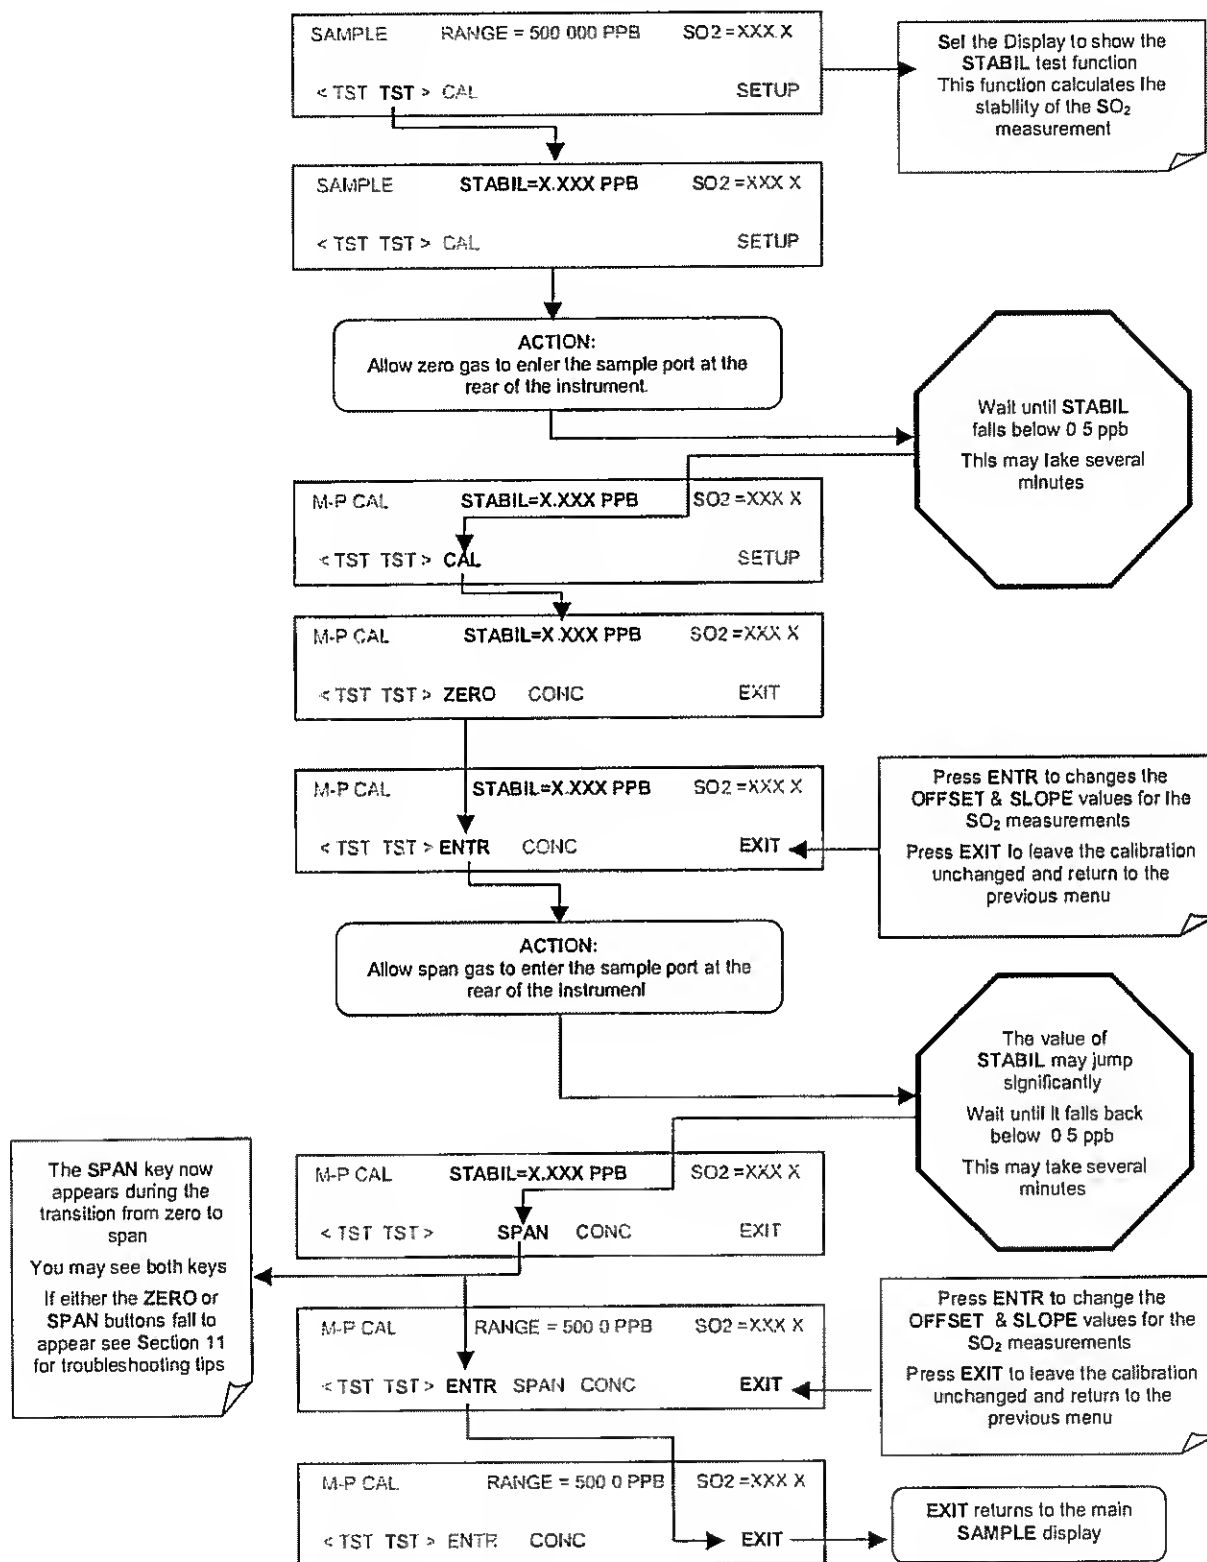 SAMPLE RANGE = 500 000 PPB SO2 =XXX X
< TST TST > CAL SETUP
Set the Display to show the
STABIL test function
This function calculates the
stability of the SO₂
measurement
SAMPLE STABIL=X.XXX PPB SO2 =XXX X
< TST TST > CAL SETUP
ACTION:
Allow zero gas to enter the sample port at the
rear of the instrument.
Wait until STABIL
falls below 0 5 ppb
This may take several
minutes
M-P CAL STABIL=X.XXX PPB SO2 =XXX X
< TST TST > CAL SETUP
M-P CAL STABIL=X.XXX PPB SO2 =XXX X
< TST TST > ZERO CONC EXIT
M-P CAL STABIL=X.XXX PPB SO2 =XXX X
< TST TST > ENTR CONC EXIT
Press ENTR to changes the
OFFSET & SLOPE values for the
SO₂ measurements
Press EXIT to leave the calibration
unchanged and return to the
previous menu
ACTION:
Allow span gas to enter the sample port at the
rear of the instrument
The value of
STABIL may jump
significantly
Wait until it falls back
below 0 5 ppb
This may take several
minutes
M-P CAL STABIL=X.XXX PPB SO2 =XXX X
< TST TST > SPAN CONC EXIT
The SPAN key now
appears during the
transition from zero to
span
You may see both keys
If either the ZERO or
SPAN buttons fail to
appear see Section 11
for troubleshooting tips
M-P CAL RANGE = 500 0 PPB SO2 =XXX X
< TST TST > ENTR SPAN CONC EXIT
Press ENTR to change the
OFFSET & SLOPE values for the
SO₂ measurements
Press EXIT to leave the calibration
unchanged and return to the
previous menu
M-P CAL RANGE = 500 0 PPB SO2 =XXX X
< TST TST > ENTR CONC EXIT
EXIT returns to the main
SAMPLE display